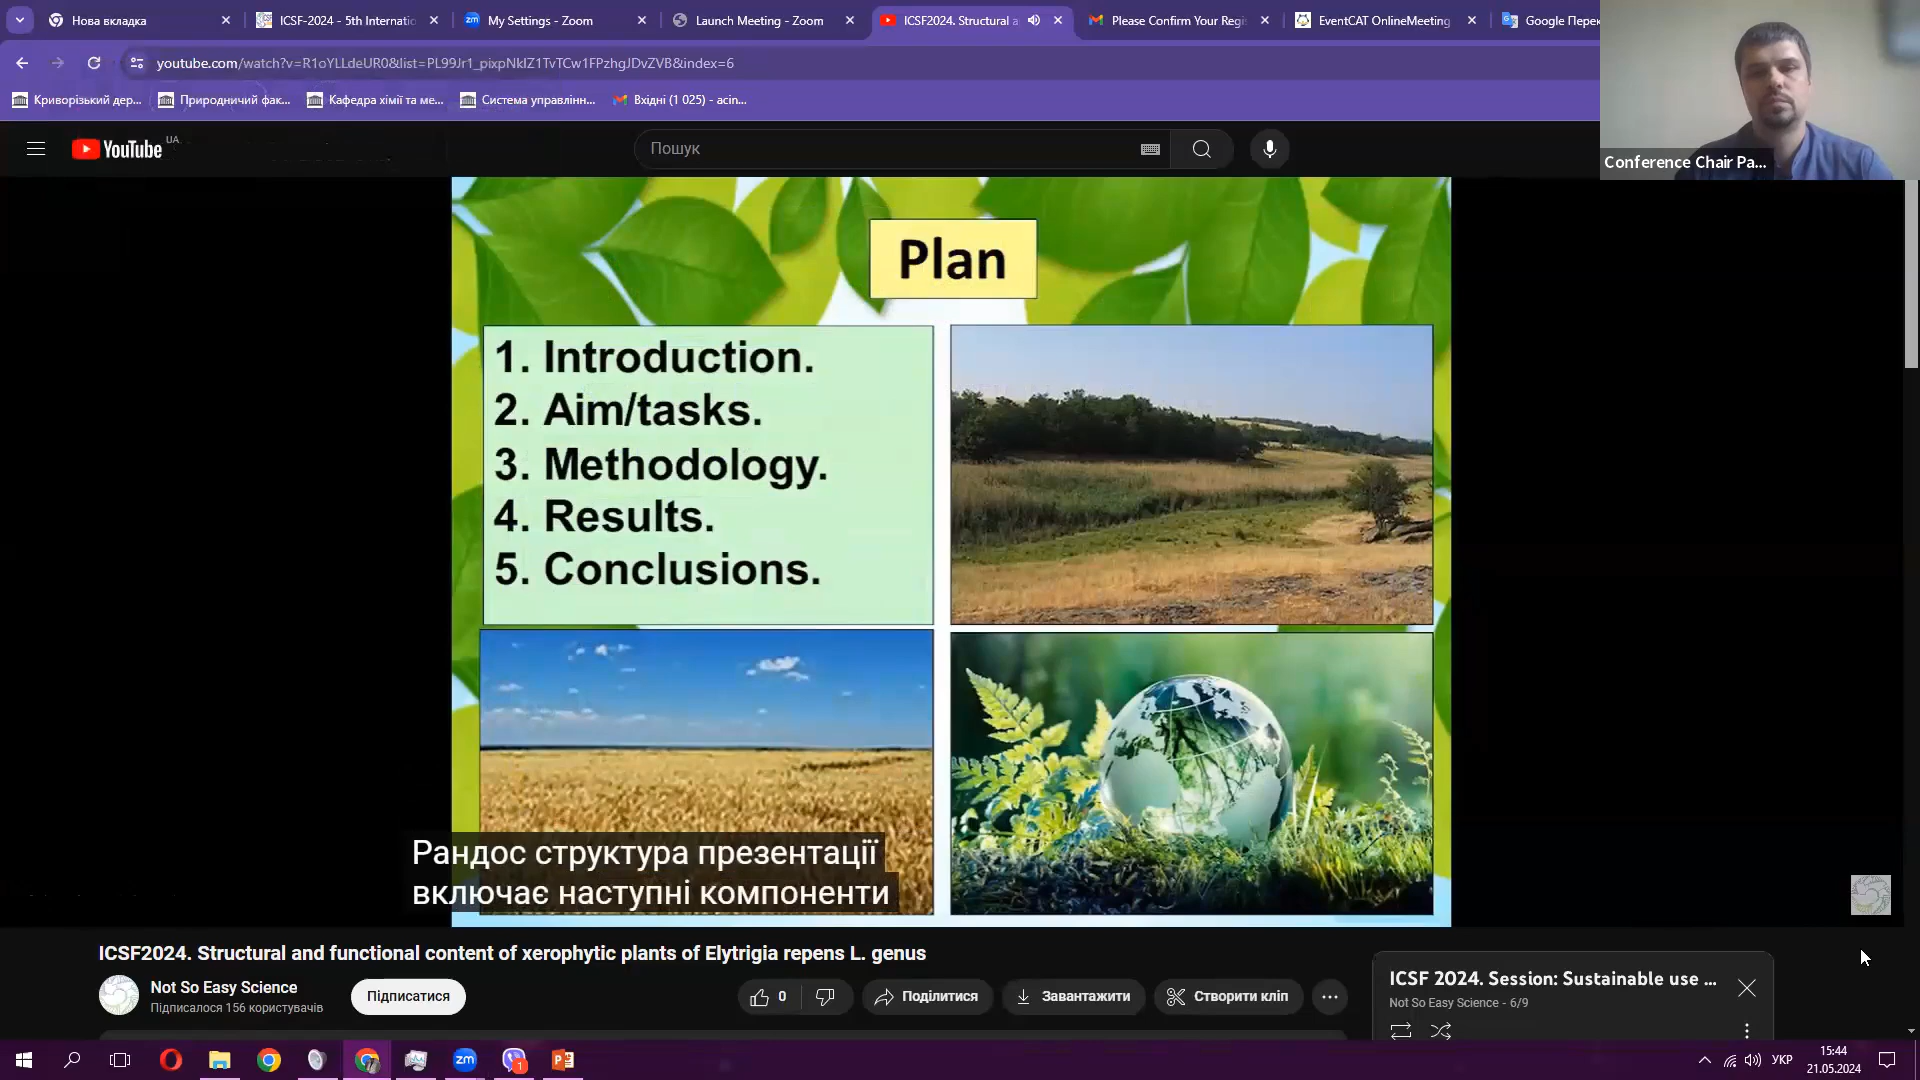 Нова вкладка
ICSF-2024 - 5th Internatio
My Settings - Zoom
Launch Meeting - Zoom
ICSF2024. Structural a
Please Confirm Your Regi
EventCAT OnlineMeeting
Google Перек
youtube.com/watch?v=R1oYLLdeUR0&list=PL99Jr1_pixpNkIZ1TvTCw1FPzhgJDvZVB&index=6
Криворізький дер...
Природничий фак...
Кафедра хімії та ме...
Система управлінн...
Вхідні (1 025) - acin...
Conference Chair Pa...
YouTube UA
Пошук
Plan
1. Introduction.
2. Aim/tasks.
3. Methodology.
4. Results.
5. Conclusions.
Рандос структура презентації
включає наступні компоненти
ICSF2024. Structural and functional content of xerophytic plants of Elytrigia repens L. genus
Not So Easy Science
Підписалося 156 користувачів
Підписатися
0
Поділитися
Завантажити
Створити кліп
ICSF 2024. Session: Sustainable use ...
Not So Easy Science - 6/9
zm
1
УКР
15:44
21.05.2024